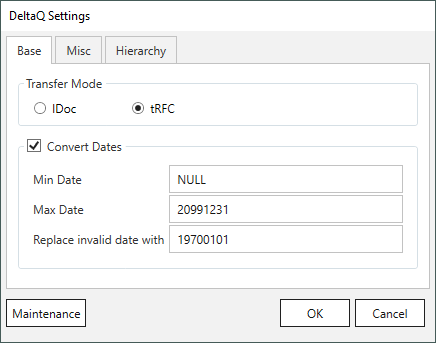 DeltaQ Settings
Base Misc Hierarchy
Transfer Mode
IDoc tRFC
Convert Dates
Min Date NULL
Max Date 20991231
Replace invalid date with 19700101
Maintenance OK Cancel